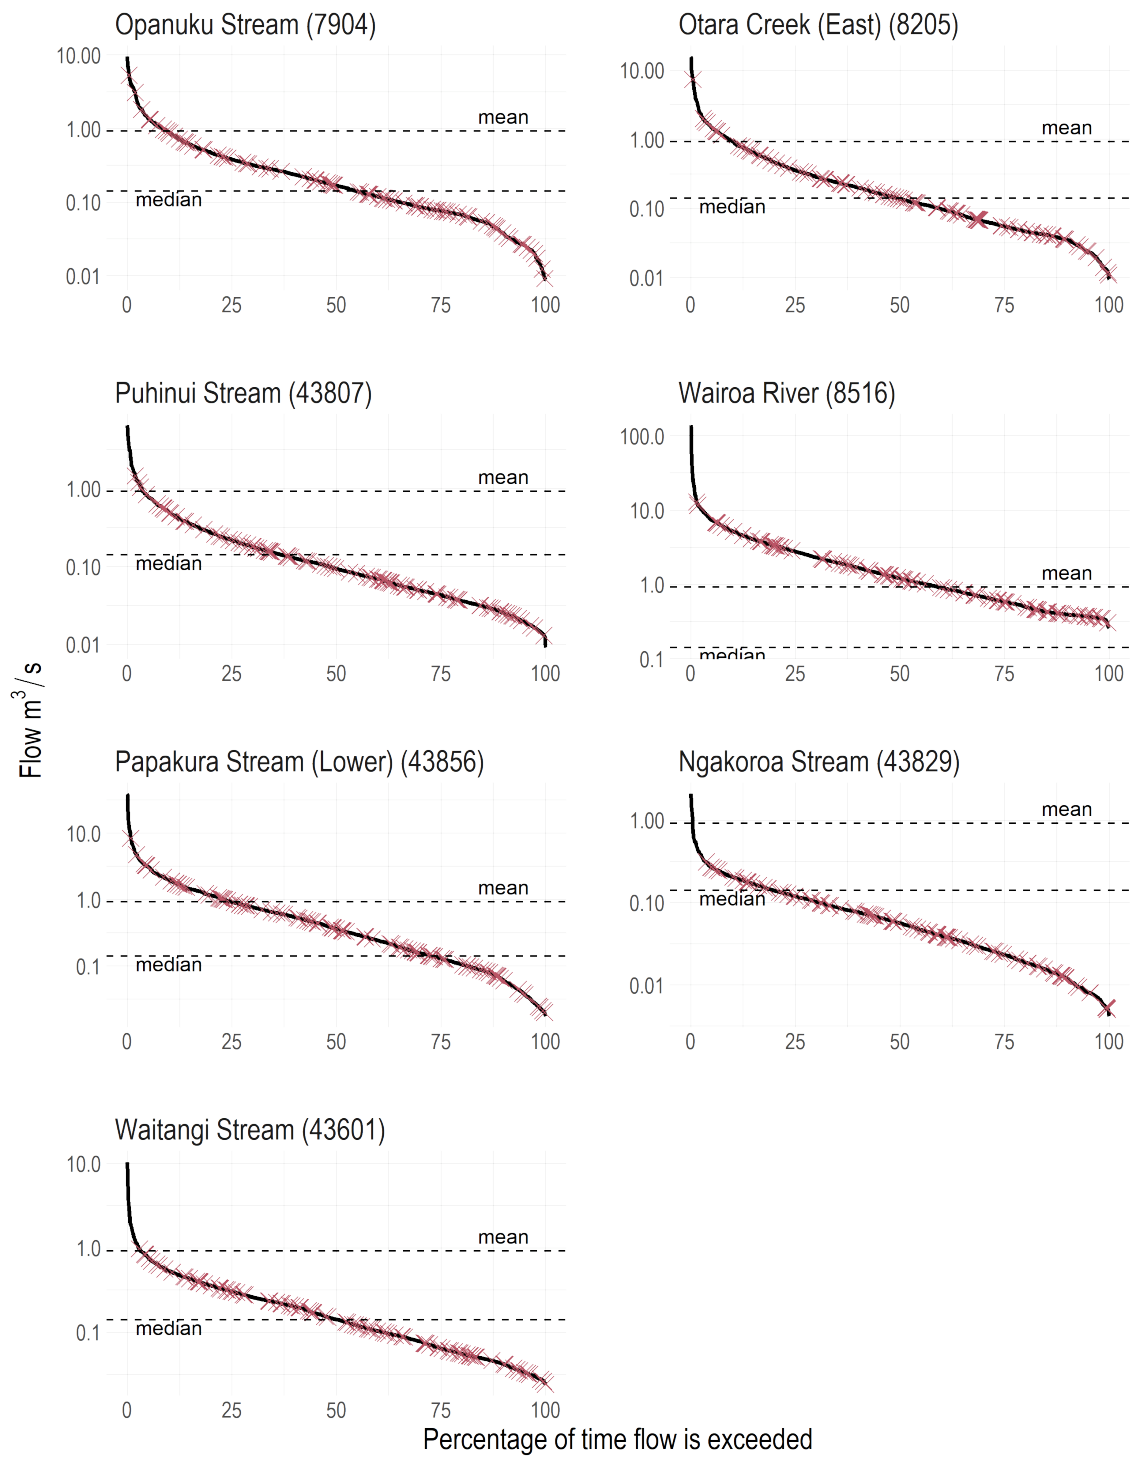 Opanuku Stream (7904)
10.00
1.00
0.10
0.01
mean
median
0 25 50 75 100
Otara Creek (East) (8205)
10.00
1.00
0.10
0.01
mean
median
0 25 50 75 100
Puhinui Stream (43807)
1.00
0.10
0.01
mean
median
0 25 50 75 100
Wairoa River (8516)
100.0
10.0
1.0
0.1
mean
median
0 25 50 75 100
Flow m³/s
Papakura Stream (Lower) (43856)
10.0
1.0
0.1
mean
median
0 25 50 75 100
Ngakoroa Stream (43829)
1.00
0.10
0.01
mean
median
0 25 50 75 100
Waitangi Stream (43601)
10.0
1.0
0.1
mean
median
0 25 50 75 100
Percentage of time flow is exceeded